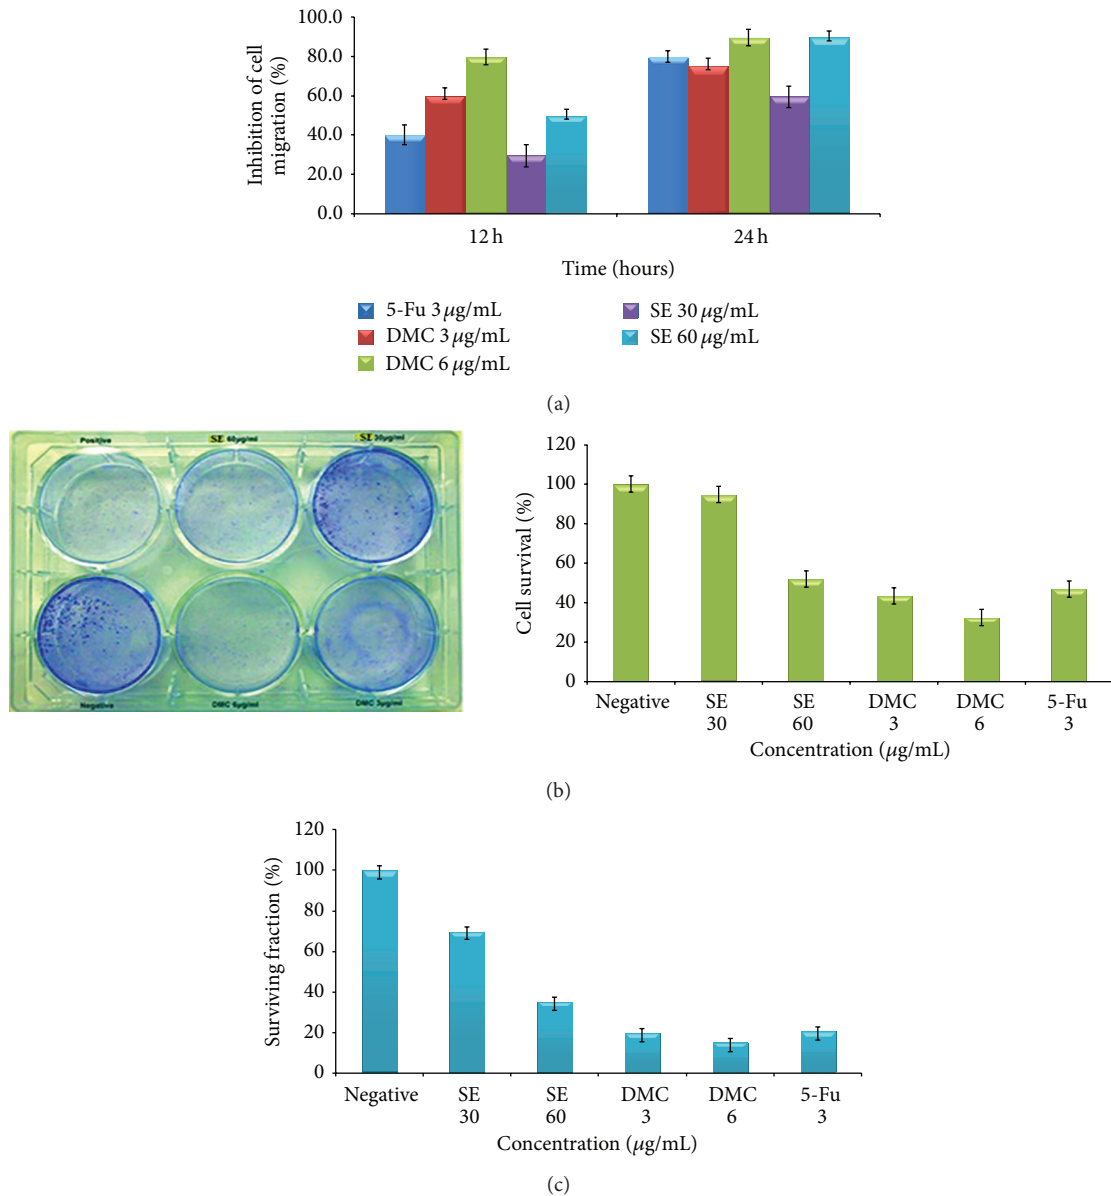 100.0
80.0
60.0
40.0
20.0
0.0
Inhibition of cell
migration (%)
12 h
24 h
Time (hours)
5-Fu 3 μg/mL
DMC 3 μg/mL
DMC 6 μg/mL
SE 30 μg/mL
SE 60 μg/mL
(a)
Positive
SE 60μg/ml
SE 30μg/ml
Negative
DMC 6μg/ml
DMC 3μg/ml
120
100
80
60
40
20
0
Cell survival (%)
Negative
SE
30
SE
60
DMC
3
DMC
6
5-Fu
3
Concentration (μg/mL)
(b)
120
100
80
60
40
20
0
Surviving fraction (%)
Negative
SE
30
SE
60
DMC
3
DMC
6
5-Fu
3
Concentration (μg/mL)
(c)